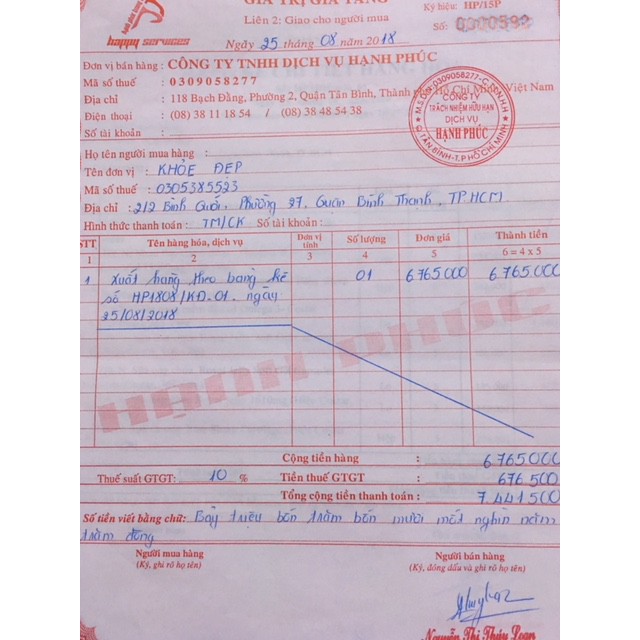 GIÁ TRỊ GIA TĂNG
Ký hiệu: HP/15P
Liên 2: Giao cho người mua
Số: 0000592
happy services
Ngày 25 tháng 08 năm 2018
Đơn vị bán hàng : CÔNG TY TNHH DỊCH VỤ HẠNH PHÚC
Mã số thuế : 0309058277
Địa chỉ : 118 Bạch Đằng, Phường 2, Quận Tân Bình, Thành phố Hồ Chí Minh, Việt Nam
Điện thoại : (08) 38 11 18 54 / (08) 38 48 54 38
Số tài khoản :
M.S.D.N:0309058277-C.T.T.N.H.H
CÔNG TY
TRÁCH NHIỆM HỮU HẠN
DỊCH VỤ
HẠNH PHÚC
Q.TÂN BÌNH-T.P HỒ CHÍ MINH
Họ tên người mua hàng :
Tên đơn vị : KHỎE ĐẸP
Mã số thuế : 0305385523
Địa chỉ : 212 Bình Quới, Phường 27, Quận Bình Thạnh, TP HCM
Hình thức thanh toán : TM/CK Số tài khoản :
STT Tên hàng hóa, dịch vụ Đơn vị tính Số lượng Đơn giá Thành tiền
1 2 3 4 5 6 = 4 x 5
1 Xuất hàng theo bảng kê 01 6 765 000 6 765 000
số HP1808/KD.01. ngày
25/08/2018
HẠNH PHÚC
Cộng tiền hàng : 6 765 000
Thuế suất GTGT: 10 % Tiền thuế GTGT : 676 500
Tổng cộng tiền thanh toán : 7 441 500
Số tiền viết bằng chữ: Bảy triệu bốn trăm bốn mươi mốt nghìn năm
trăm đồng
Người mua hàng Người bán hàng
(Ký, ghi rõ họ tên) (Ký, đóng dấu và ghi rõ họ tên)
Nguyễn Thị Thúy Loan